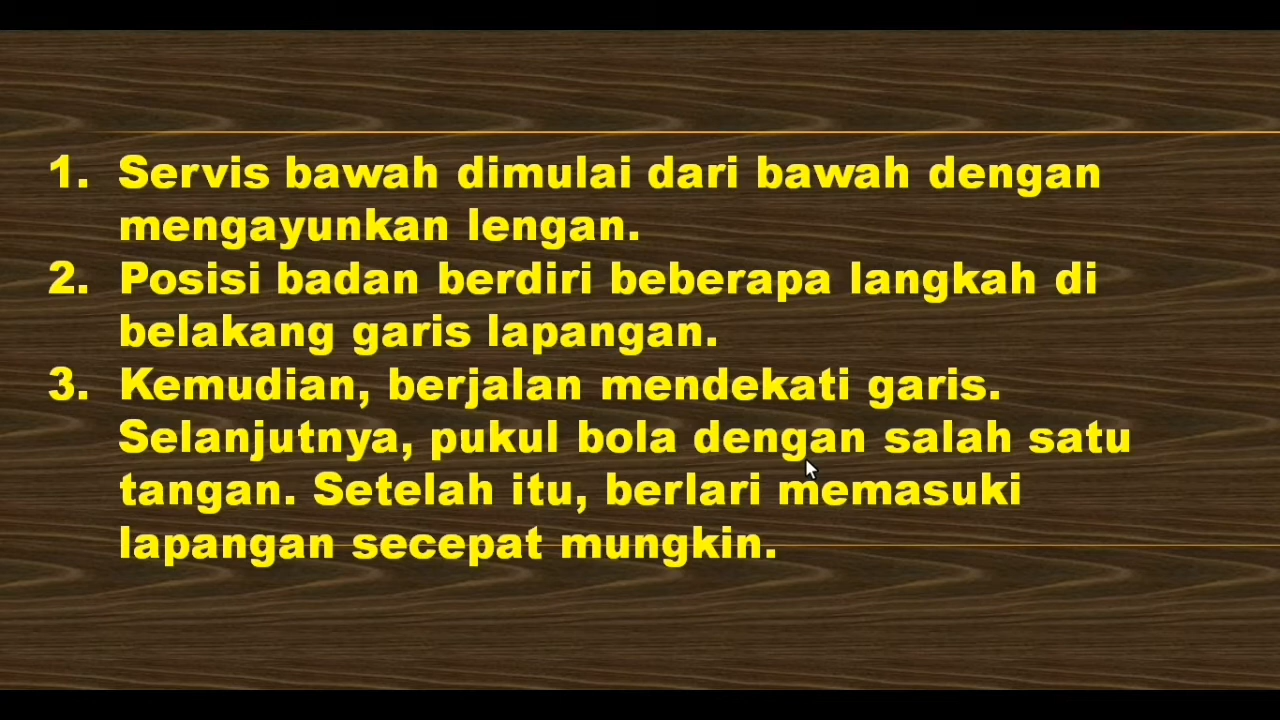 1. Servis bawah dimulai dari bawah dengan
mengayunkan lengan.
2. Posisi badan berdiri beberapa langkah di
belakang garis lapangan.
3. Kemudian, berjalan mendekati garis.
Selanjutnya, pukul bola dengan salah satu
tangan. Setelah itu, berlari memasuki
lapangan secepat mungkin.